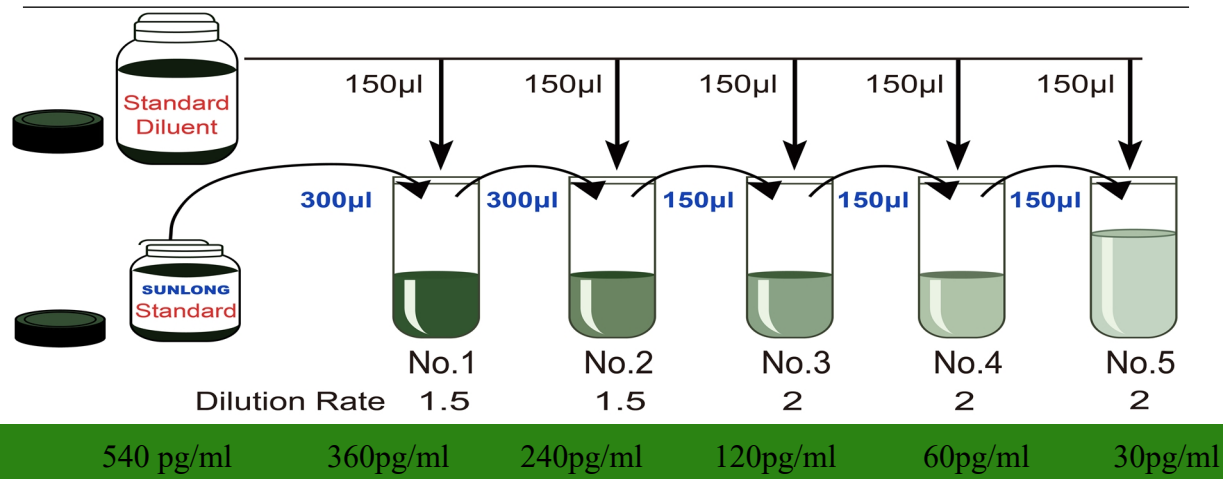 150µl 150µl 150µl 150µl 150µl
Standard
Diluent
300µl 300µl 150µl 150µl 150µl
SUNLONG
Standard
No.1 No.2 No.3 No.4 No.5
Dilution Rate 1.5 1.5 2 2 2
540 pg/ml 360pg/ml 240pg/ml 120pg/ml 60pg/ml 30pg/ml